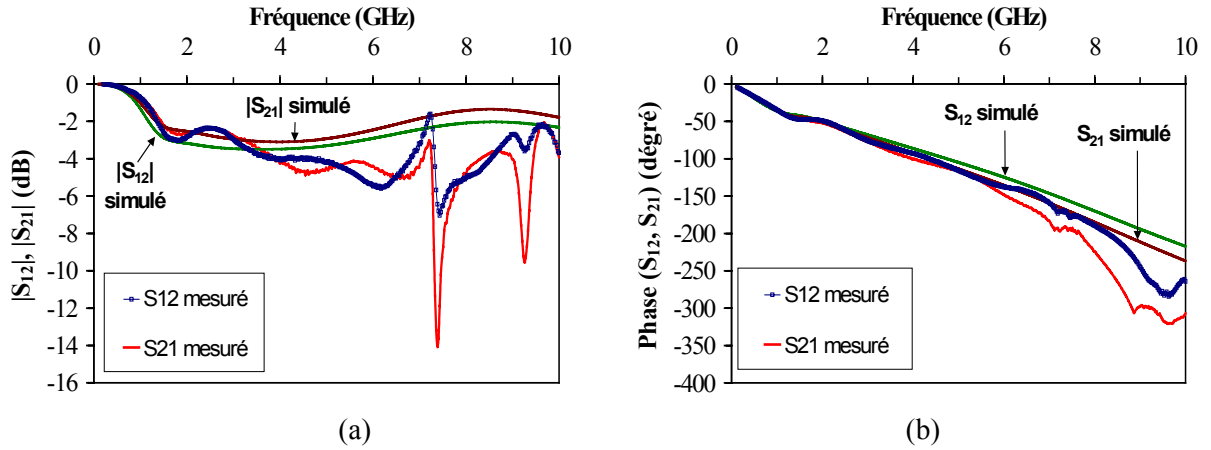 Fréquence (GHz)
0 2 4 6 8 10
0
-2
-4
-6
-8
-10
-12
-14
-16
|S12|, |S21| (dB)
|S21| simulé
|S12|
simulé
S12 mesuré
S21 mesuré
(a)
Fréquence (GHz)
0 2 4 6 8 10
0
-50
-100
-150
-200
-250
-300
-350
-400
Phase (S12, S21) (dégré)
S12 simulé
S21 simulé
S12 mesuré
S21 mesuré
(b)